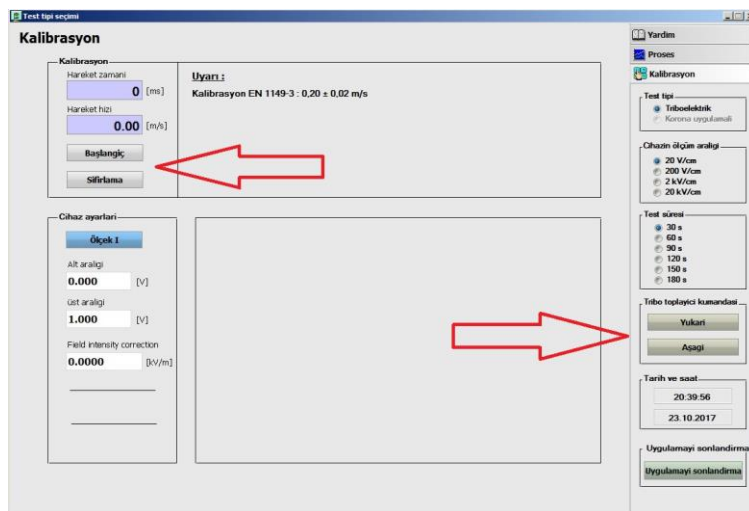 Test tipi seçimi
Kalibrasyon
Kalibrasyon
Hareket zamani
0 [ms]
Hareket hizi
0.00 [m/s]
Başlangiç
Sifirlama
Uyarı :
Kalibrasyon EN 1149-3 : 0,20 ± 0,02 m/s
Cihaz ayarlari
Ölçek I
Alt araligi
0.000 [V]
üst araligi
1.000 [V]
Field intensity correction
0.0000 [kV/m]
Yardim
Proses
Kalibrasyon
Test tipi
Triboelektrik
Korona uygulamali
Cihazin ölçüm araligi
20 V/cm
200 V/cm
2 kV/cm
20 kV/cm
Test süresi
30 s
60 s
90 s
120 s
150 s
180 s
Tribo toplayici kumandasi
Yukari
Aşagi
Tarih ve saat
20:39:56
23.10.2017
Uygulamayi sonlandirma
Uygulamayi sonlandirma